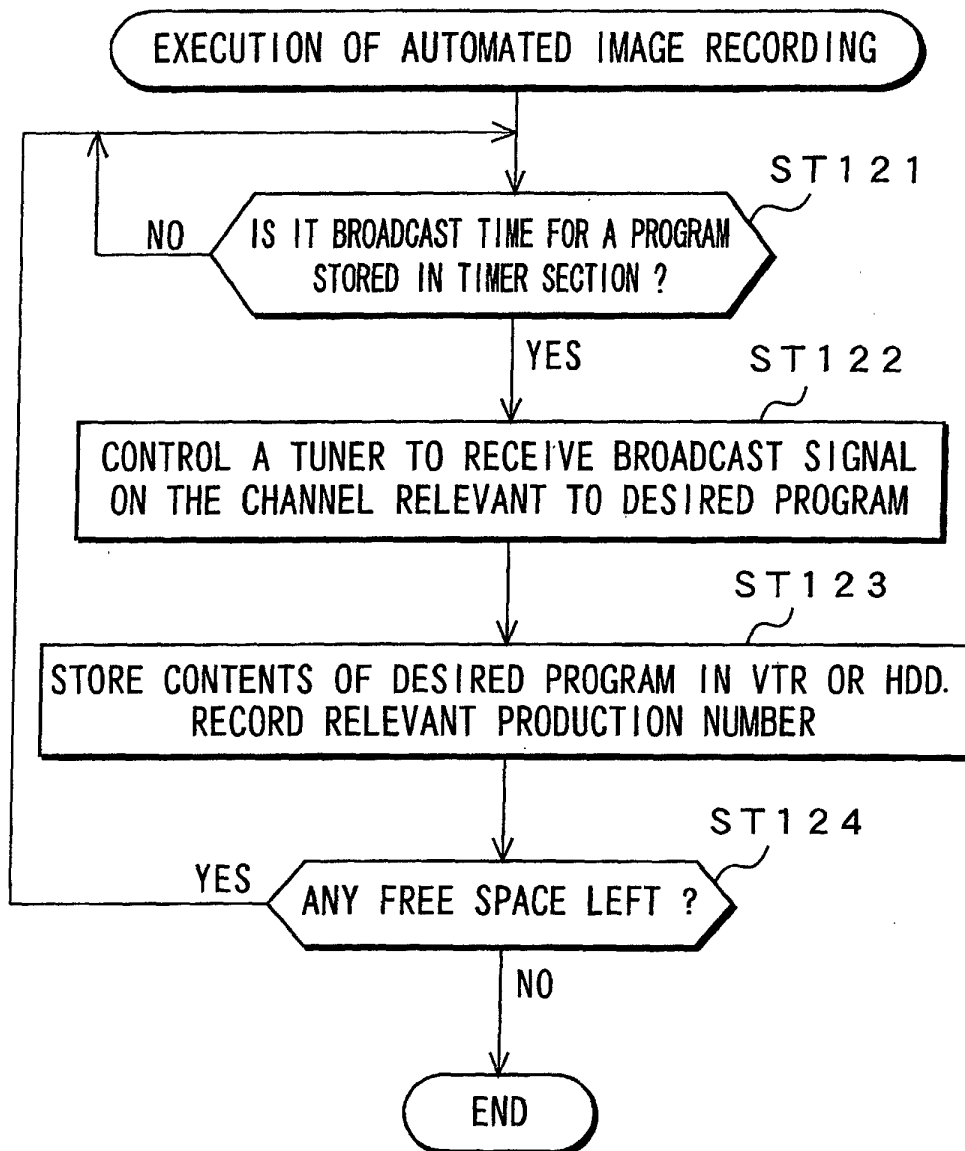 EXECUTION OF AUTOMATED IMAGE RECORDING
ST121
NO
IS IT BROADCAST TIME FOR A PROGRAM
STORED IN TIMER SECTION ?
YES
ST122
CONTROL A TUNER TO RECEIVE BROADCAST SIGNAL
ON THE CHANNEL RELEVANT TO DESIRED PROGRAM
ST123
STORE CONTENTS OF DESIRED PROGRAM IN VTR OR HDD.
RECORD RELEVANT PRODUCTION NUMBER
ST124
YES
ANY FREE SPACE LEFT ?
NO
END